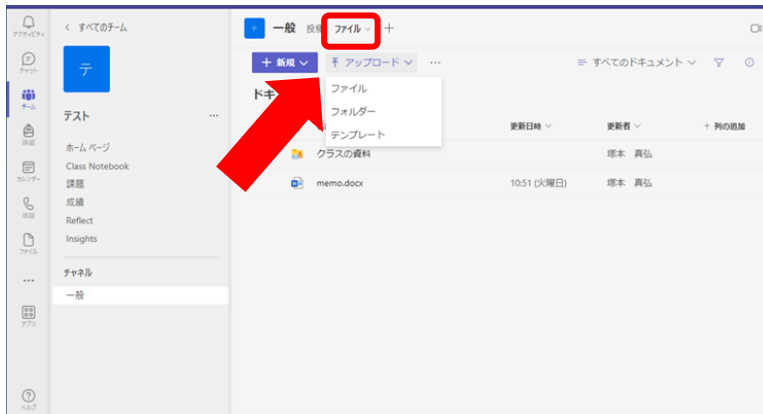 アクティビティ
チャット
チーム
課題
カレンダー
通話
ファイル
アプリ
ヘルプ
< すべてのチーム
テ
テスト
ホーム ページ
Class Notebook
課題
成績
Reflect
Insights
チャネル
一般
テ 一般 投稿 ファイル +
+ 新規 アップロード … すべてのドキュメント
ファイル
フォルダー
テンプレート
ドキ
更新日時 更新者 + 列の追加
クラスの資料 塚本 真弘
memo.docx 10:51 (火曜日) 塚本 真弘